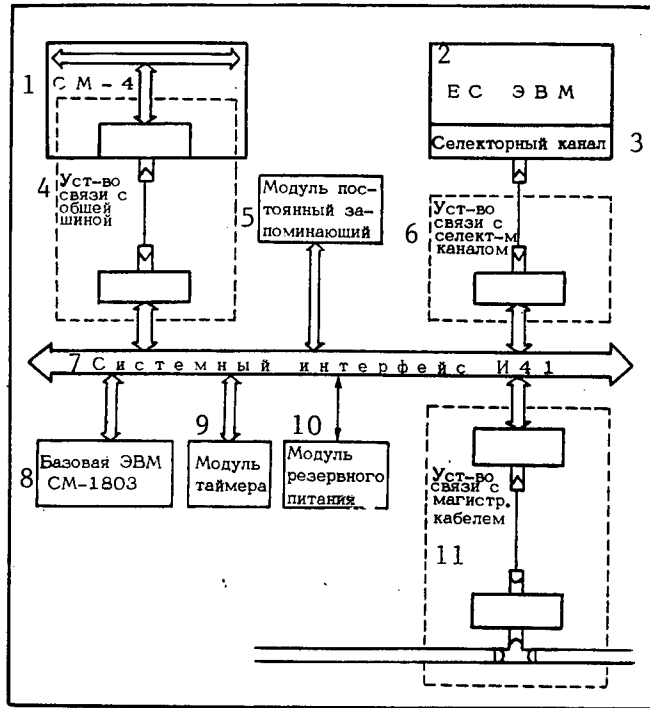 1 СМ-4
2
ЕС ЭВМ
Селекторный канал 3
4 Уст-во
связи с
общей
шиной
5 Модуль пос-
тоянный за-
поминающий
6 Уст-во
связи с
селект-м
каналом
7 Системный интерфейс И41
8 Базовая ЭВМ
СМ-1803
9
Модуль
таймера
10
Модуль
резервного
питания
Уст-во
связи с
магистр.
кабелем
11